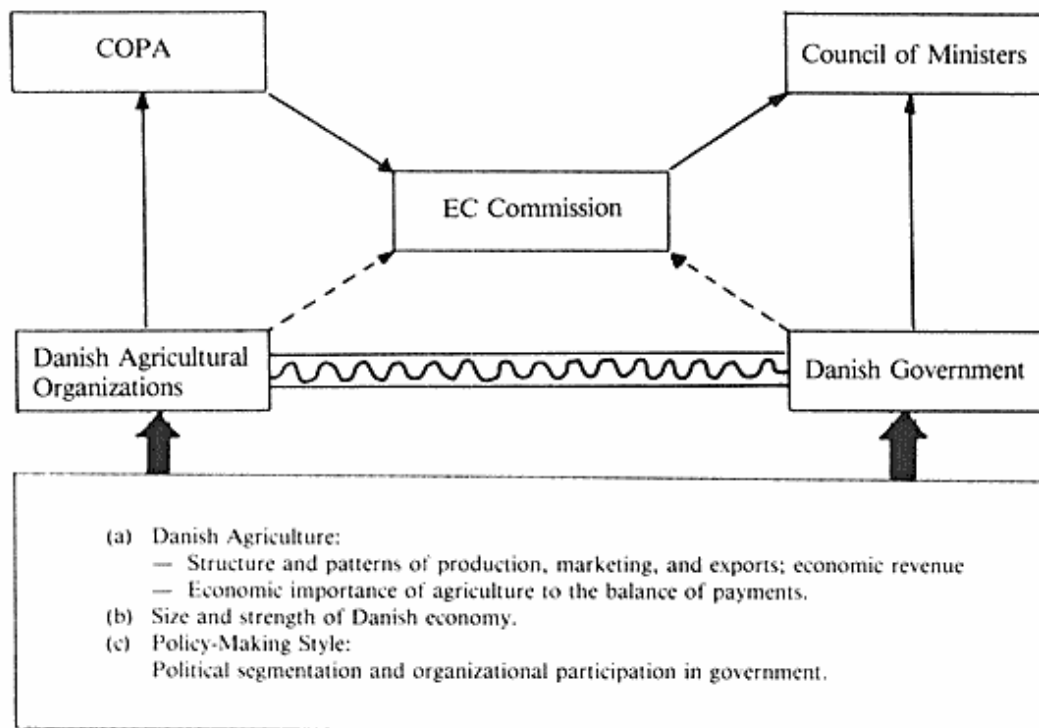 COPA
Council of Ministers
EC Commission
Danish Agricultural
Organizations
Danish Government
(a) Danish Agriculture:
— Structure and patterns of production, marketing, and exports; economic revenue
— Economic importance of agriculture to the balance of payments.
(b) Size and strength of Danish economy.
(c) Policy-Making Style:
Political segmentation and organizational participation in government.